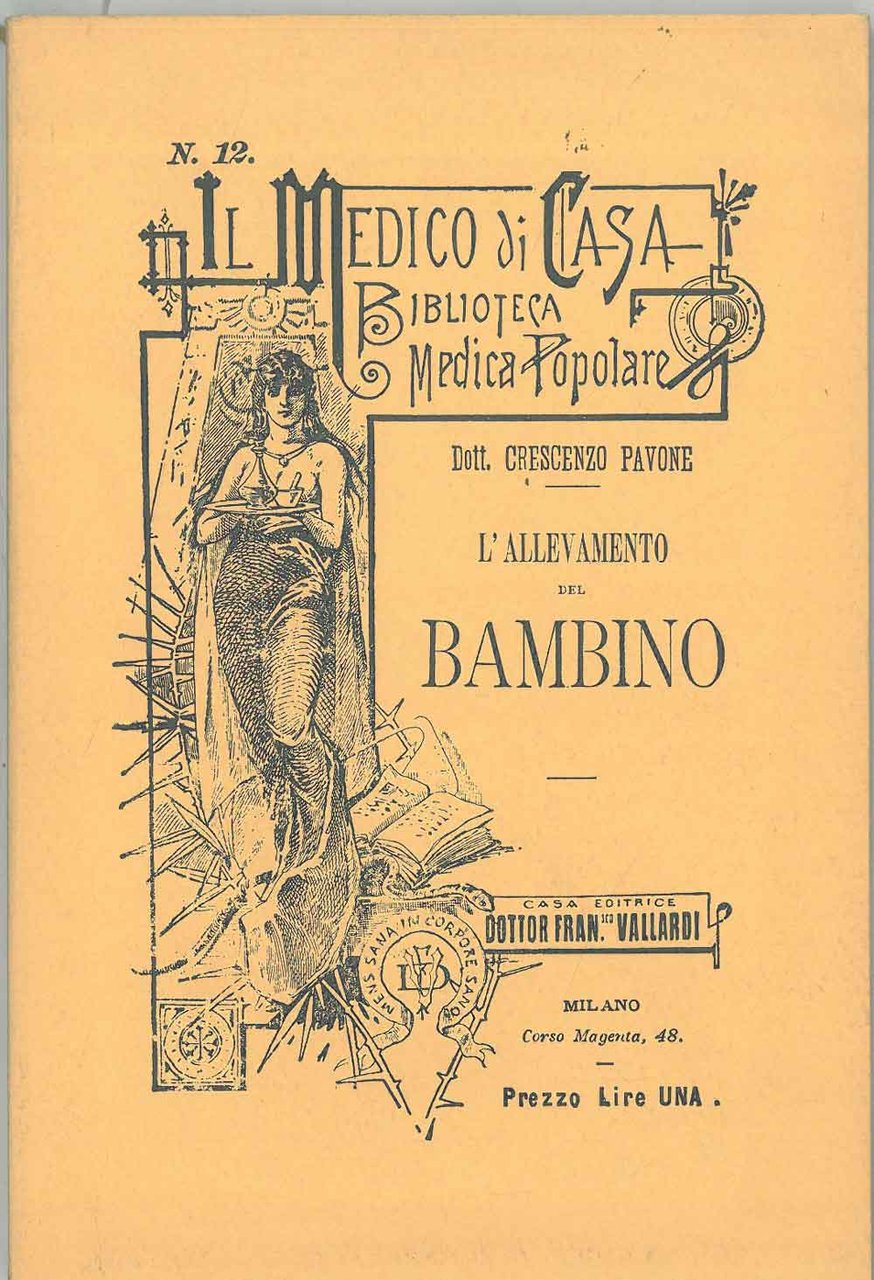 N. 12.
IL MEDICO di CASA
BIBLIOTECA
Medica Popolare
Dott. CRESCENZO PAVONE
L'ALLEVAMENTO
DEL
BAMBINO
CASA EDITRICE
DOTTOR FRAN.sco VALLARDI
MENS SANA IN CORPORE SANO
MILANO
Corso Magenta, 48.
Prezzo Lire UNA .